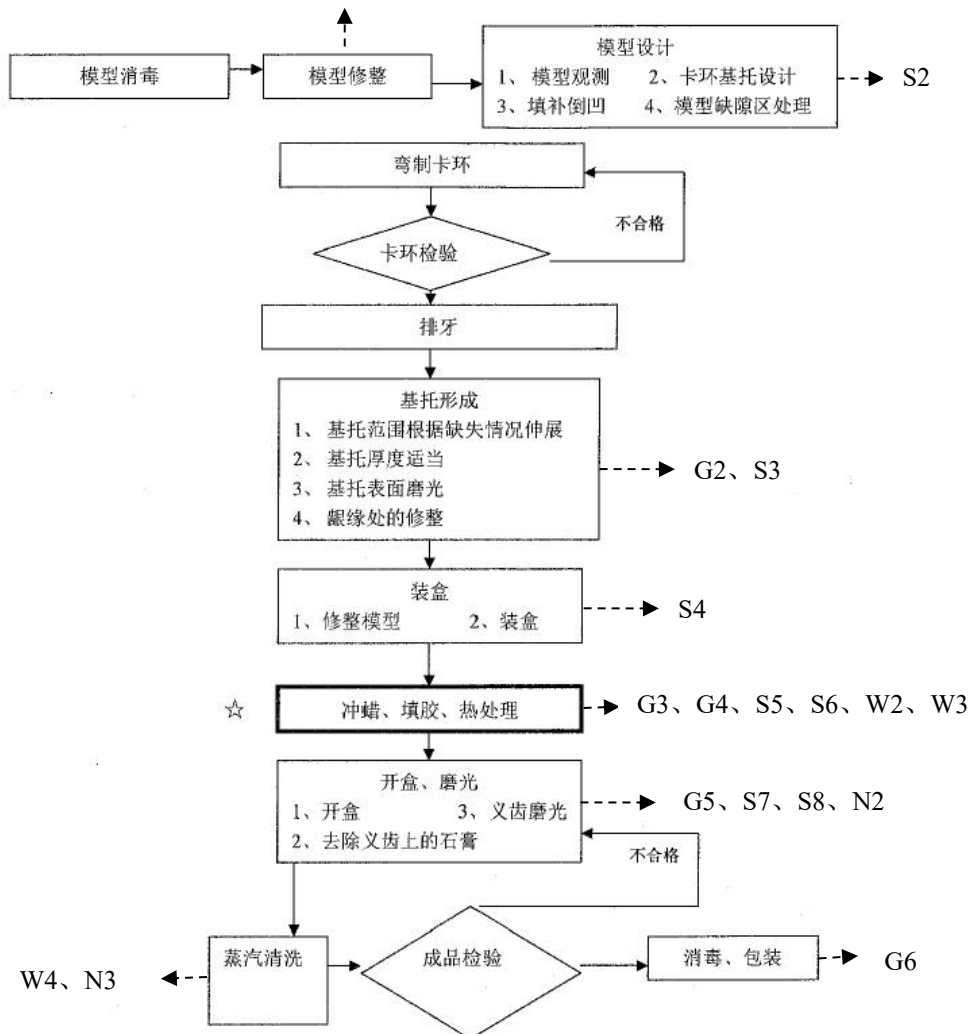 模型消毒
模型修整
模型设计
1、 模型观测 2、卡环基托设计
3、填补倒凹 4、模型缺隙区处理
S2
弯制卡环
不合格
卡环检验
排牙
基托形成
1、 基托范围根据缺失情况伸展
2、 基托厚度适当
3、 基托表面磨光
4、 龈缘处的修整
G2、S3
装盒
1、修整模型 2、装盒
S4
☆
冲蜡、填胶、热处理
G3、G4、S5、S6、W2、W3
开盒、磨光
1、开盒 3、义齿磨光
2、去除义齿上的石膏
G5、S7、S8、N2
不合格
蒸汽清洗
成品检验
消毒、包装
G6
W4、N3